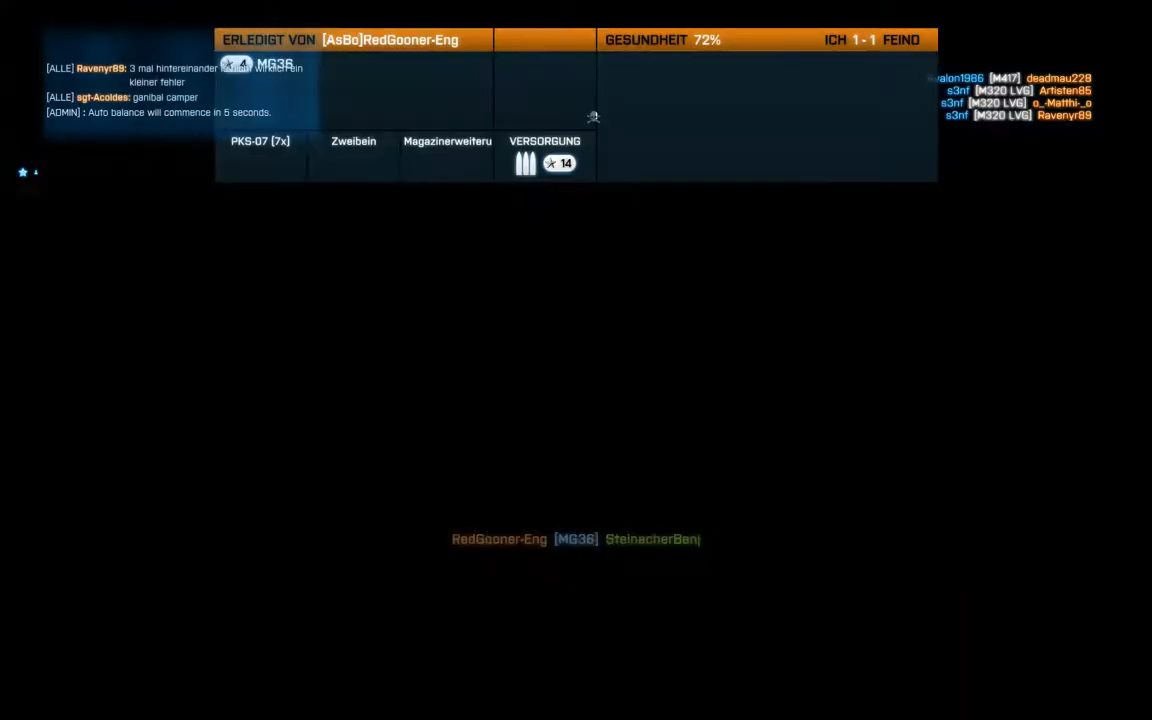 ERLEDIGT VON [AsBo]RedGooner-Eng
GESUNDHEIT 72%
ICH 1 - 1 FEIND
4 MG36
[ALLE] Ravenyr89: 3 mal hintereinander ein
kleiner fehler
[ALLE] sgt-Acoldes: ganibal camper
[ADMIN] : Auto balance will commence in 5 seconds.
valon1986 [M417] deadmau228
s3nf [M320 LVG] Artisten85
s3nf [M320 LVG] o_-Matthi-_o
s3nf [M320 LVG] Ravenyr89
PKS-07 [7x]
Zweibein
Magazinerweiteru
VERSORGUNG
14
RedGooner-Eng [MG36] SteinacherBenj